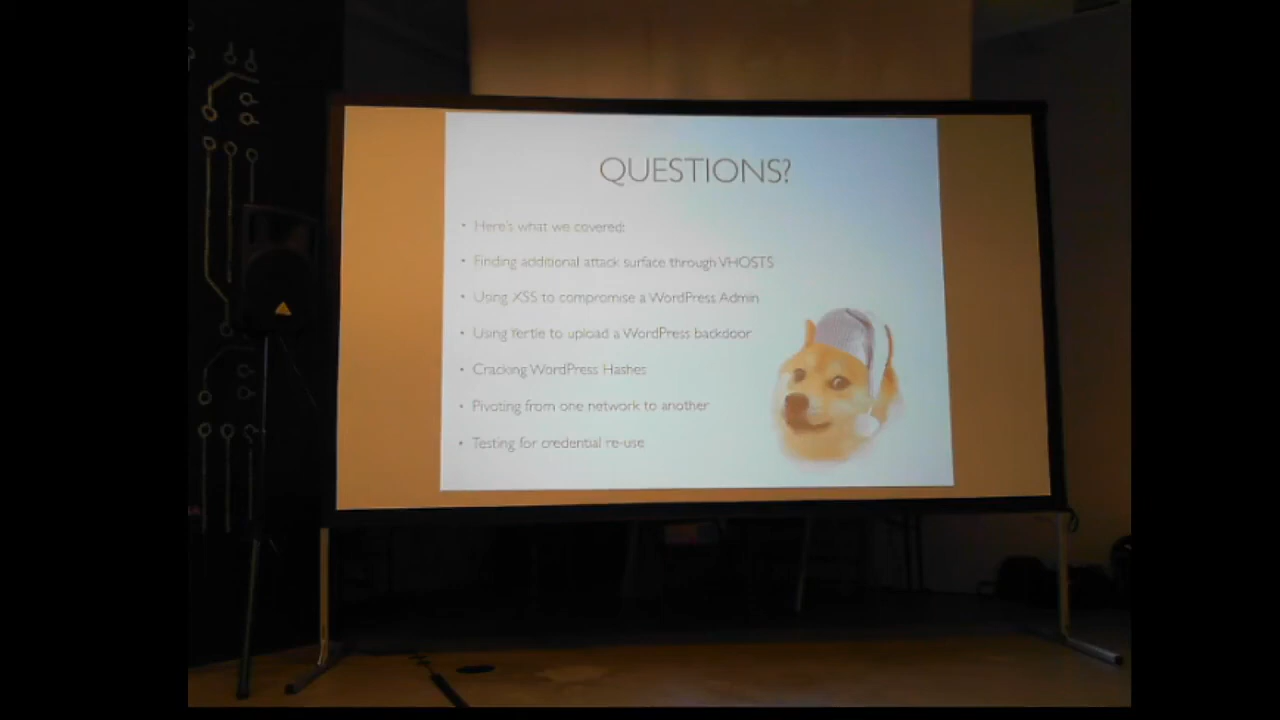 QUESTIONS?
• Here's what we covered:
• Finding additional attack surface through VHOSTS
• Using XSS to compromise a WordPress Admin
• Using Yertle to upload a WordPress backdoor
• Cracking WordPress Hashes
• Pivoting from one network to another
• Testing for credential re-use